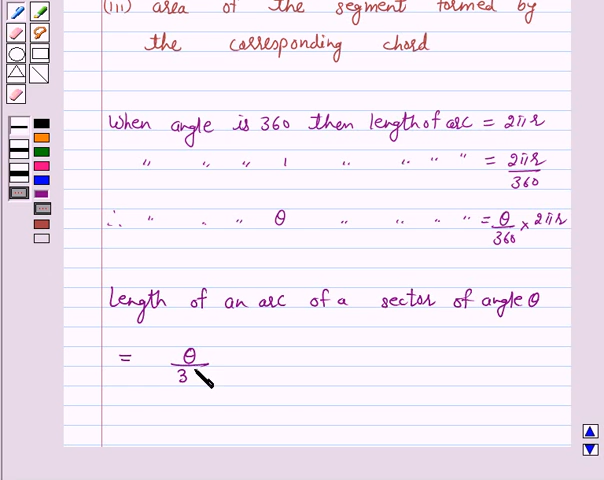 (iii) area of the segment formed by
the corresponding chord
When angle is 360 then length of arc = 2πr
" " " 1 " " " " = 2πr/360
∴ " " " θ " " " " = θ/360 × 2πr
Length of an arc of a sector of angle θ
= θ/3